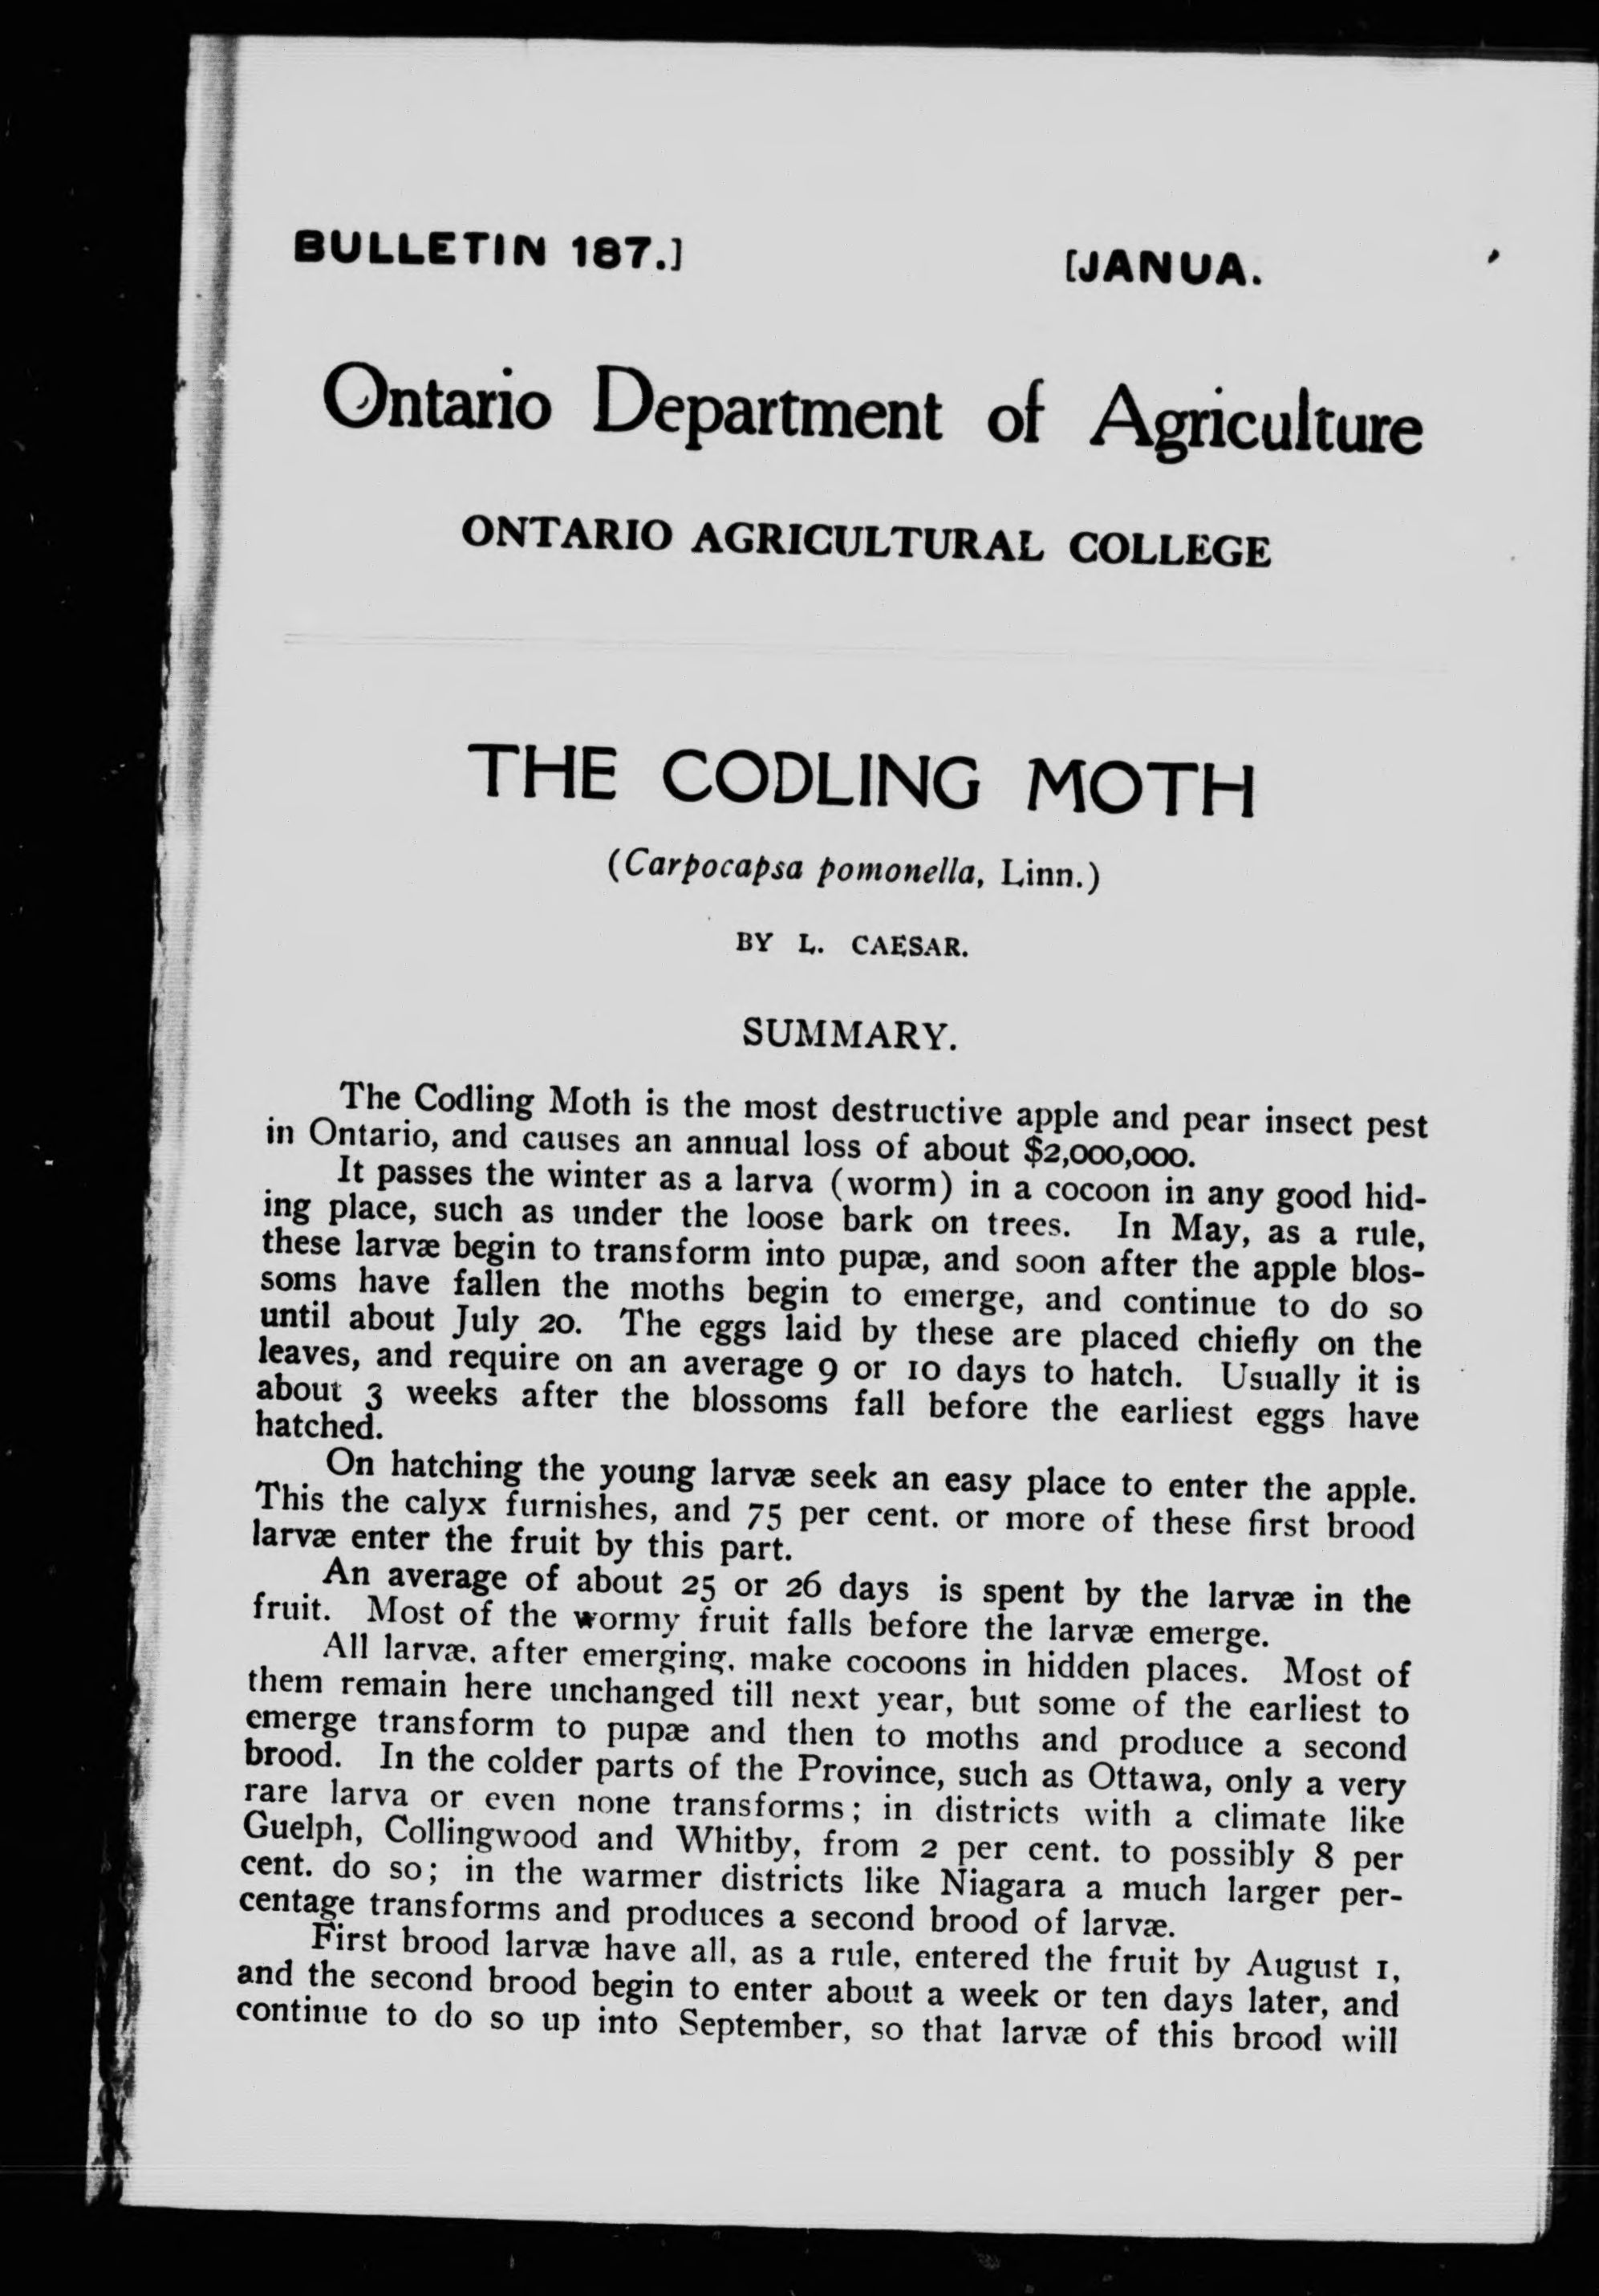 BULLETIN 187.]
[JANUA.
Ontario Department of Agriculture
ONTARIO AGRICULTURAL COLLEGE
THE CODLING MOTH
(Carpocapsa pomonella, Linn.)
BY L. CAESAR.
SUMMARY.
The Codling Moth is the most destructive apple and pear insect pest
in Ontario, and causes an annual loss of about $2,000,000.
It passes the winter as a larva (worm) in a cocoon in any good hid-
ing place, such as under the loose bark on trees. In May, as a rule,
these larvæ begin to transform into pupæ, and soon after the apple blos-
soms have fallen the moths begin to emerge, and continue to do so
until about July 20. The eggs laid by these are placed chiefly on the
leaves, and require on an average 9 or 10 days to hatch. Usually it is
about 3 weeks after the blossoms fall before the earliest eggs have
hatched.
On hatching the young larvæ seek an easy place to enter the apple.
This the calyx furnishes, and 75 per cent. or more of these first brood
larvæ enter the fruit by this part.
An average of about 25 or 26 days is spent by the larvæ in the
fruit. Most of the wormy fruit falls before the larvæ emerge.
All larvæ, after emerging, make cocoons in hidden places. Most of
them remain here unchanged till next year, but some of the earliest to
emerge transform to pupæ and then to moths and produce a second
brood. In the colder parts of the Province, such as Ottawa, only a very
rare larva or even none transforms; in districts with a climate like
Guelph, Collingwood and Whitby, from 2 per cent. to possibly 8 per
cent. do so; in the warmer districts like Niagara a much larger per-
centage transforms and produces a second brood of larvæ.
First brood larvæ have all, as a rule, entered the fruit by August 1,
and the second brood begin to enter about a week or ten days later, and
continue to do so up into September, so that larvæ of this brood will